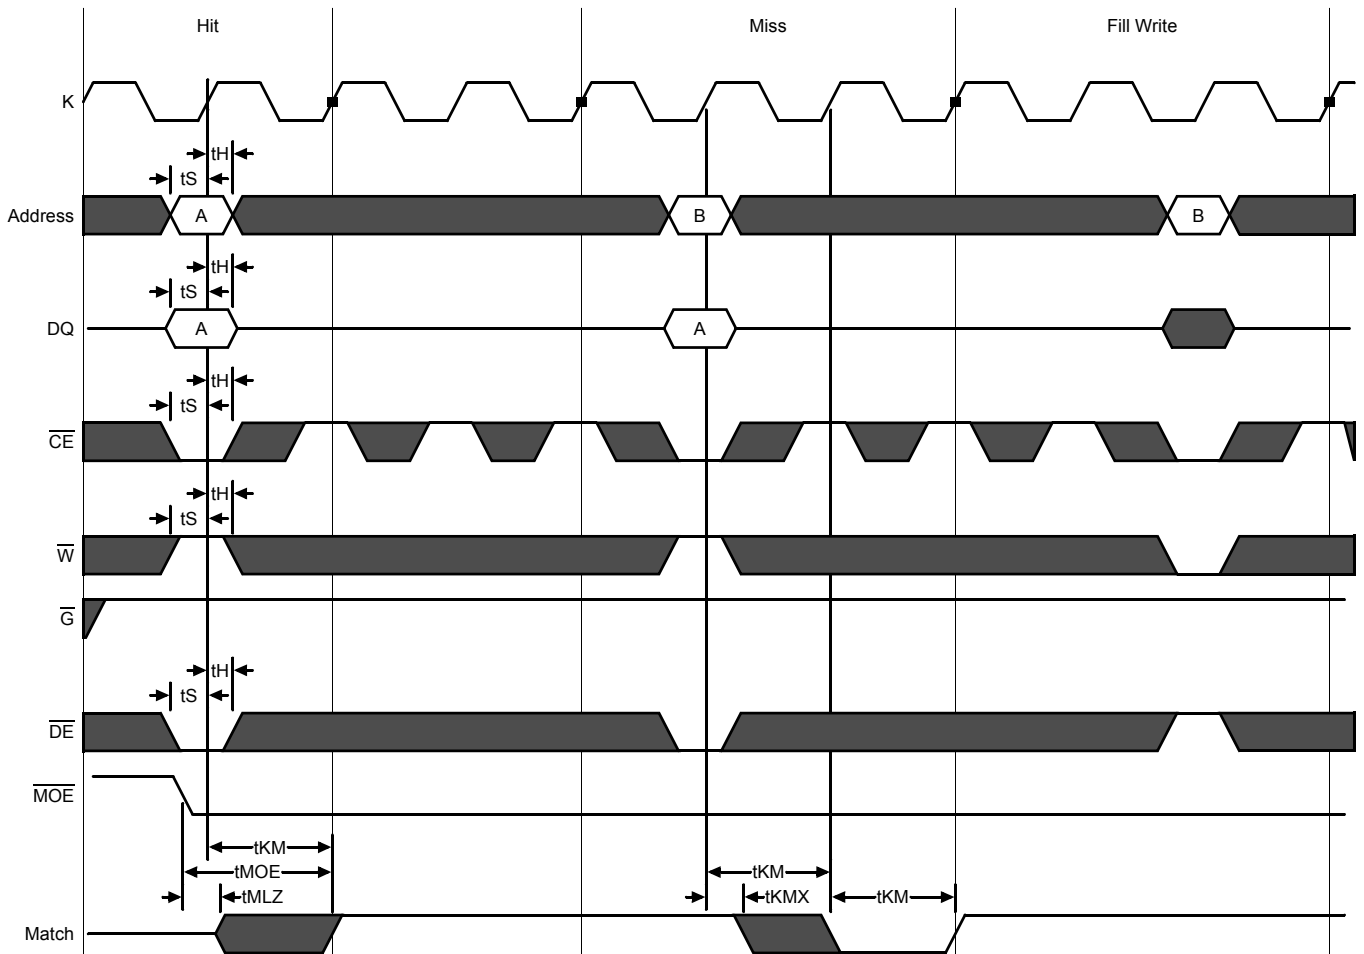 Hit Miss Fill Write
K
tH
tS
Address A B B
tH
tS
DQ A A
tH
tS
CE
tH
tS
W
G
tH
tS
DE
MOE
tKM
tMOE tKM
tMLZ tKMX tKM
Match